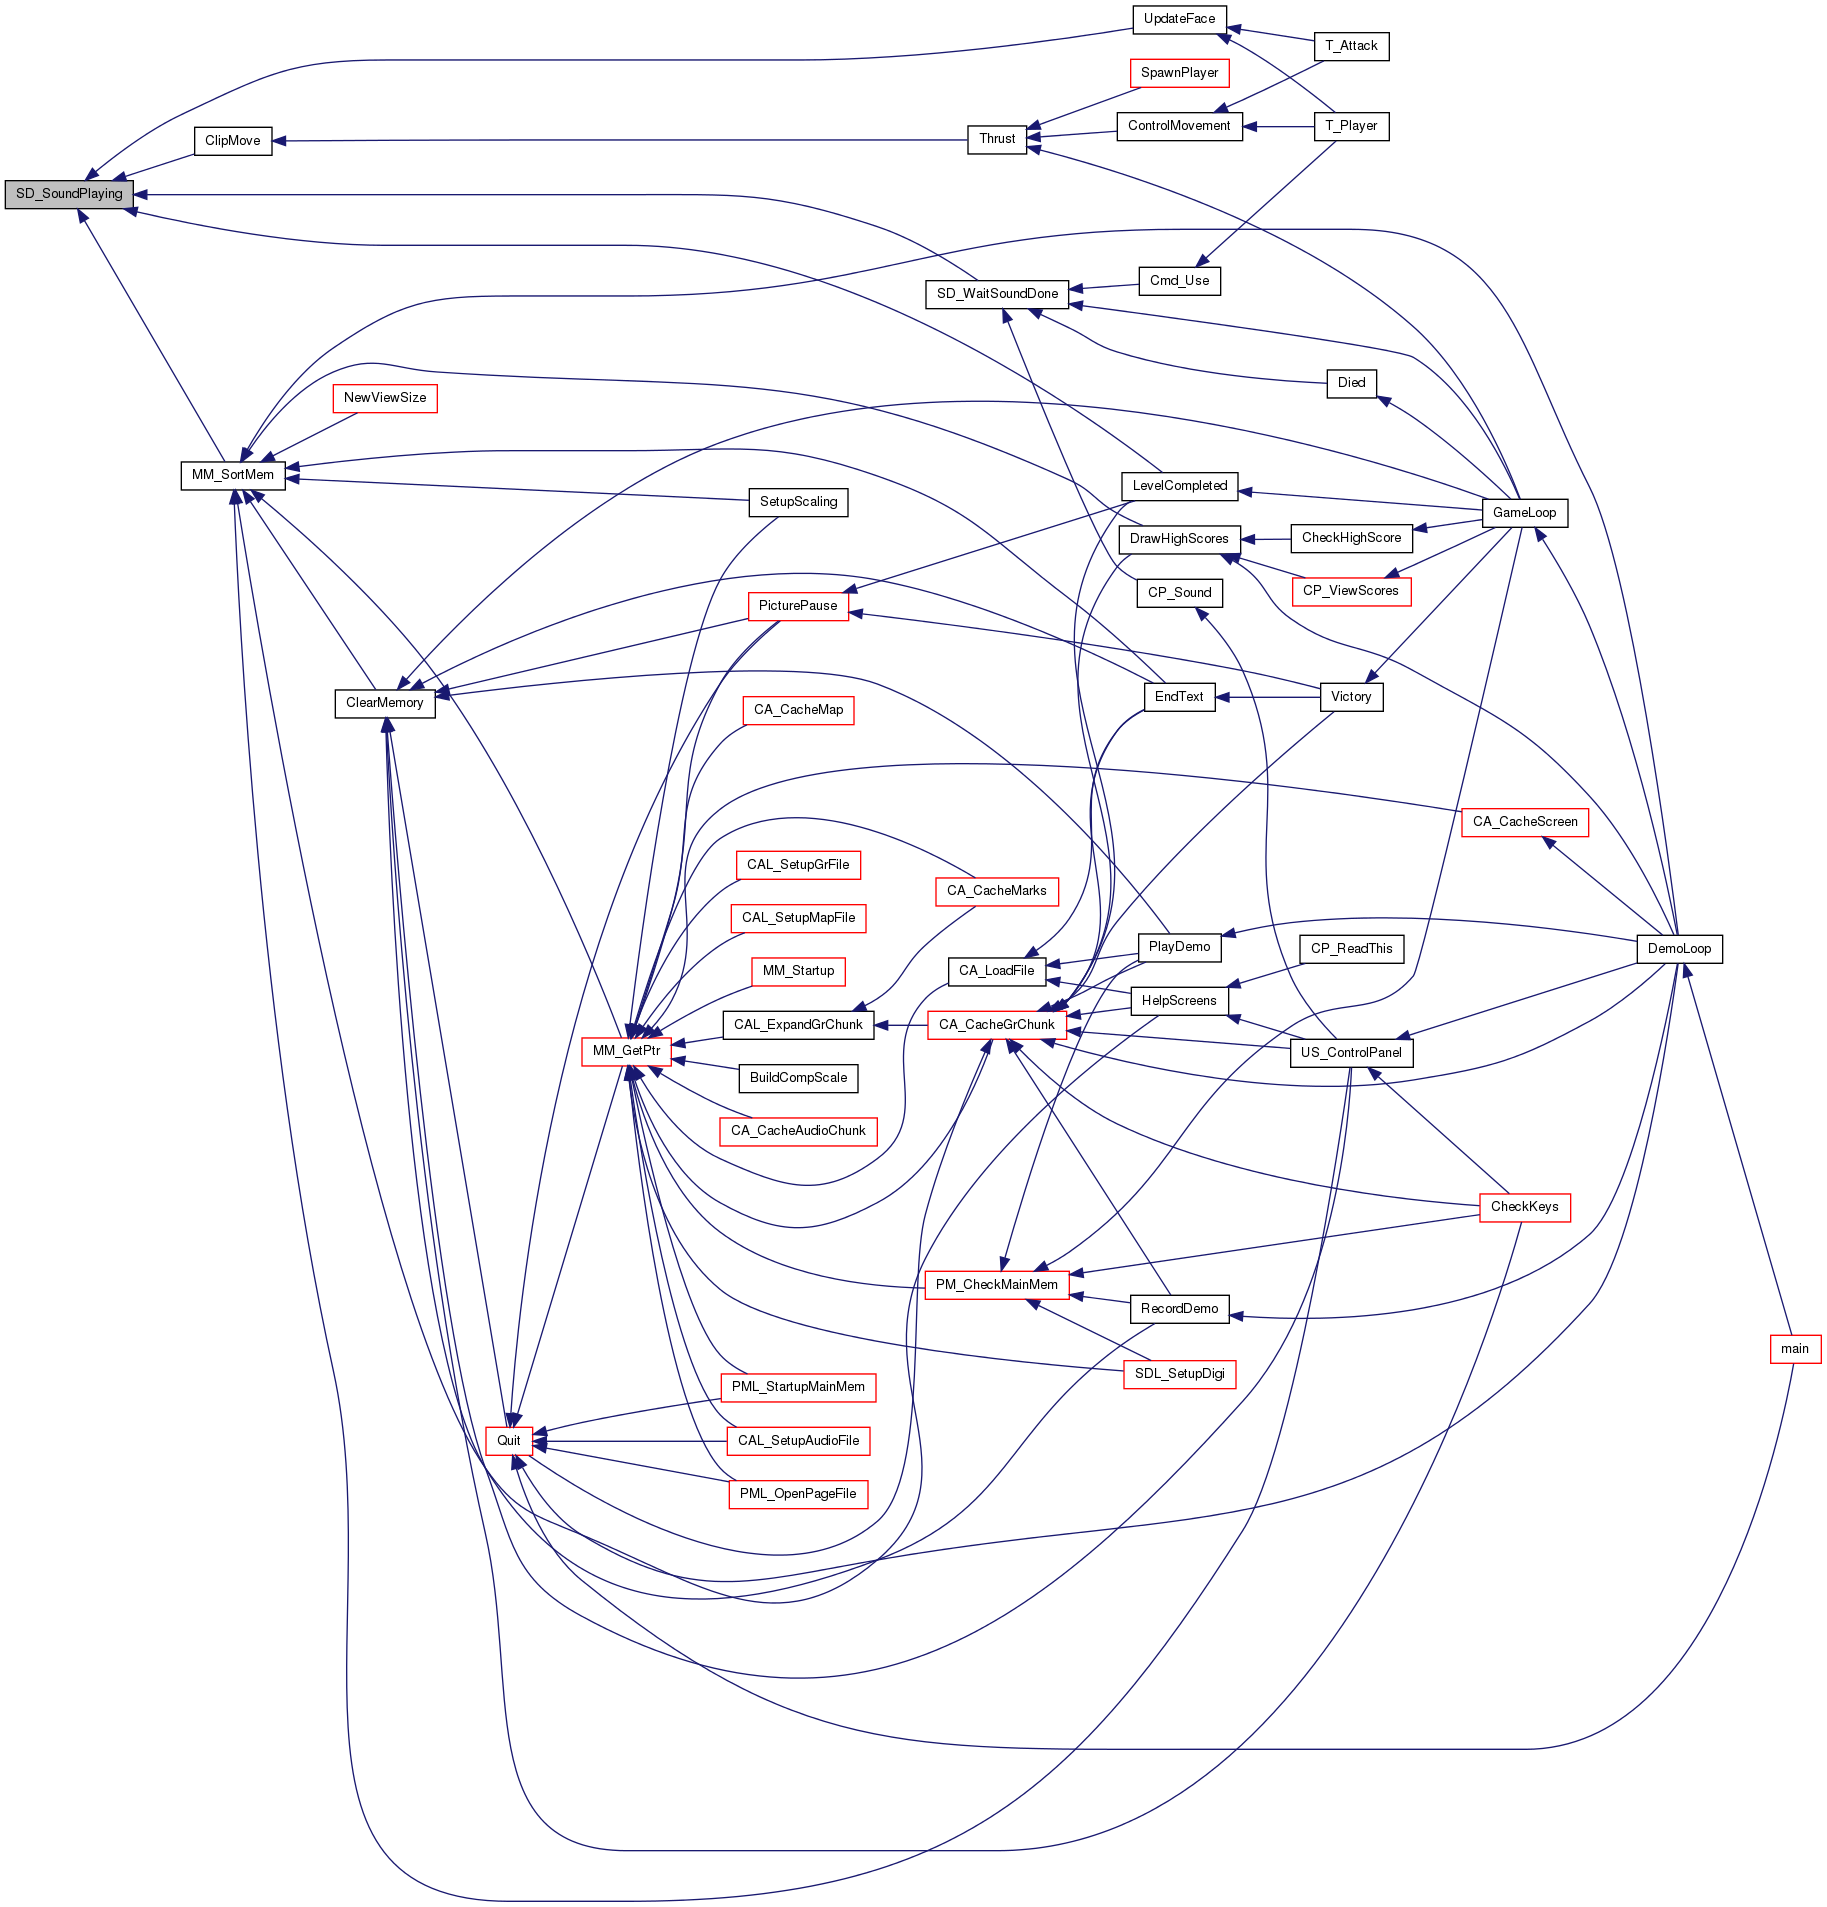 UpdateFace
T_Attack
SpawnPlayer
ControlMovement
T_Player
ClipMove
Thrust
SD_SoundPlaying
Cmd_Use
SD_WaitSoundDone
Died
NewViewSize
MM_SortMem
SetupScaling
LevelCompleted
GameLoop
DrawHighScores
CheckHighScore
CP_Sound
CP_ViewScores
PicturePause
ClearMemory
EndText
Victory
CA_CacheMap
CA_CacheScreen
CAL_SetupGrFile
CA_CacheMarks
CAL_SetupMapFile
PlayDemo
CP_ReadThis
DemoLoop
MM_Startup
CA_LoadFile
HelpScreens
CAL_ExpandGrChunk
CA_CacheGrChunk
MM_GetPtr
US_ControlPanel
BuildCompScale
CA_CacheAudioChunk
CheckKeys
PM_CheckMainMem
RecordDemo
main
SDL_SetupDigi
PML_StartupMainMem
Quit
CAL_SetupAudioFile
PML_OpenPageFile